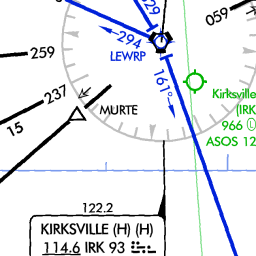 059
294
LEWRP
259
161°
Kirksville
(IRK
966
ASOS 12
237
MURTE
15
122.2
KIRKSVILLE (H) (H)
114.6 IRK 93